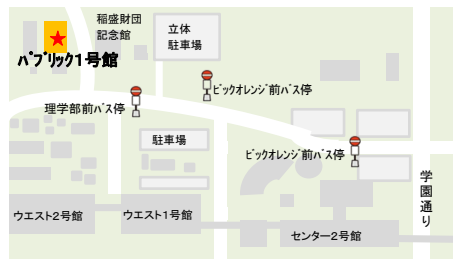 稲盛財団
記念館
立体
駐車場
ﾊﾟﾌﾞﾘｯｸ1号館
ﾋﾞｯｸｵﾚﾝｼﾞ前ﾊﾞｽ停
理学部前ﾊﾞｽ停
駐車場
ﾋﾞｯｸｵﾚﾝｼﾞ前ﾊﾞｽ停
学園通り
ウエスト2号館
ウエスト1号館
センター2号館